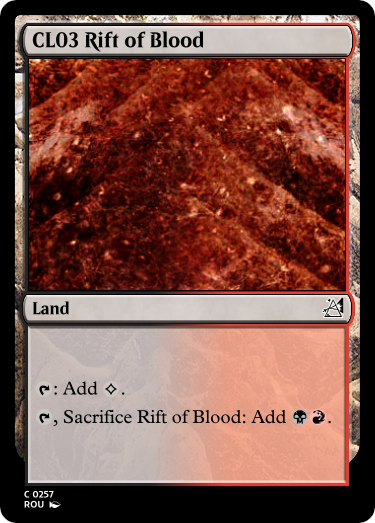 CL03 Rift of Blood
Land
: Add .
, Sacrifice Rift of Blood: Add .
C 0257
ROU